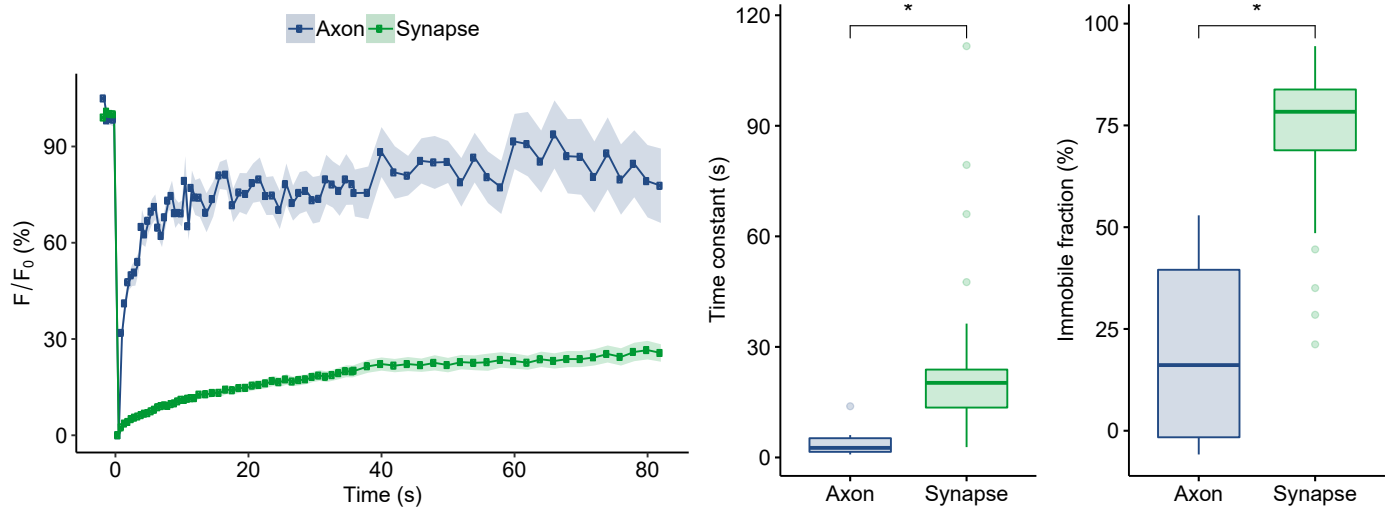 Axon Synapse
F/F0 (%)
90
60
30
0
0 20 40 60 80
Time (s)
*
Time constant (s)
120
90
60
30
0
Axon Synapse
*
Immobile fraction (%)
100
75
50
25
0
Axon Synapse